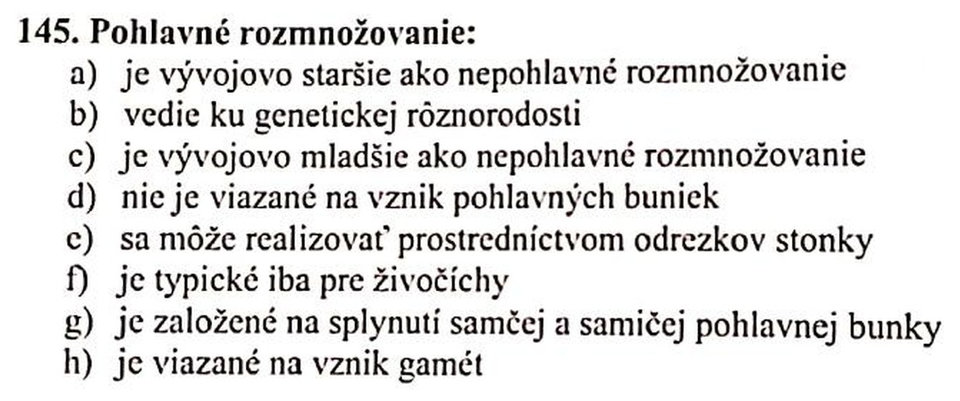 145. Pohlavné rozmnožovanie:
a) je vývojovo staršie ako nepohlavné rozmnožovanie
b) vedie ku genetickej rôznorodosti
c) je vývojovo mladšie ako nepohlavné rozmnožovanie
d) nie je viazané na vznik pohlavných buniek
e) sa môže realizovať prostredníctvom odrezkov stonky
f) je typické iba pre živočíchy
g) je založené na splynutí samčej a samičej pohlavnej bunky
h) je viazané na vznik gamét